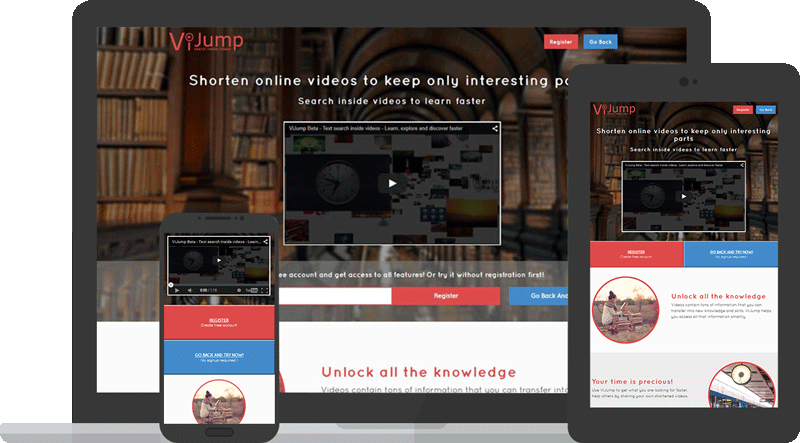 ViJump
Register
Go Back
Shorten online videos to keep only interesting pa
Search inside videos to learn faster
ViJump Beta - Text search inside videos - Learn, explore and discover faster
ee account and get access to all features! Or try it without registration first!
Register
Go Back And
Unlock all the knowledge
Videos contain tons of information that you can transfer into
ViJump Beta - Text search inside videos - Lear...
REGISTER
Create free account
GO BACK AND TRY NOW!
No signup required !
ViJump
Register
Go Back
Shorten online videos to keep only interesting
parts
Search inside videos to learn faster
ViJump Beta - Text search inside videos - Learn, explore and discover faster
REGISTER
Create free account
GO BACK AND TRY NOW!
No signup required !
Unlock all the knowledge
Videos contain tons of information that you can
transfer into new knowledge and skills. ViJump helps
you access all that information simplify.
Your time is precious!
Use ViJump to get what you are looking for faster.
Help others by sharing your own shortened videos.